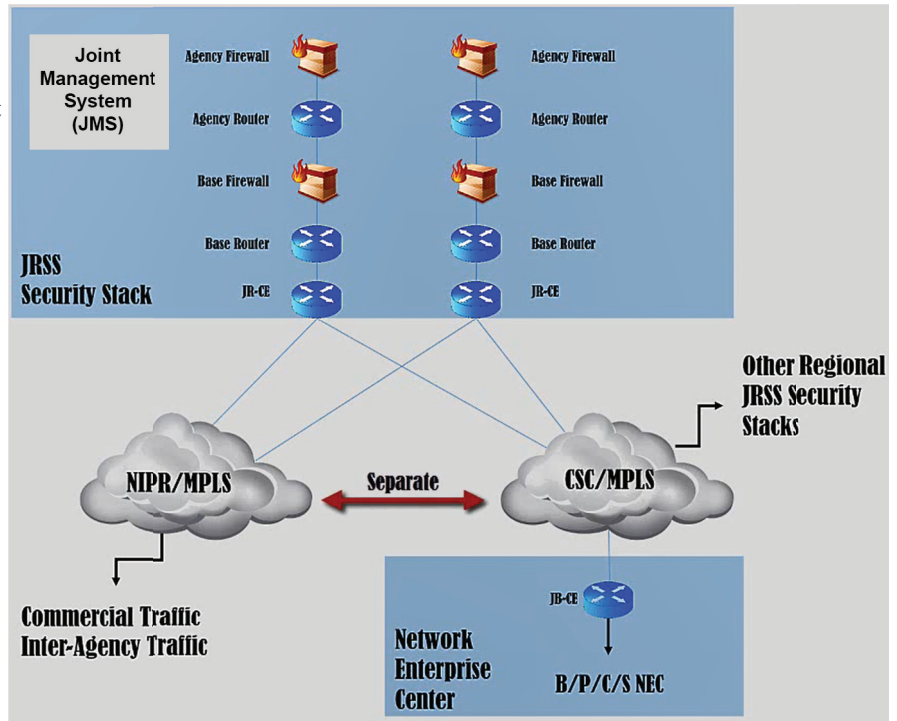 Joint
Management
System
(JMS)
Agency Firewall
Agency Firewall
Agency Router
Agency Router
Base Firewall
Base Firewall
Base Router
Base Router
JRSS
Security Stack
JR-CE
JR-CE
Other Regional
JRSS Security
Stacks
NIPR/MPLS
Separate
CSC/MPLS
Commercial Traffic
Inter-Agency Traffic
JB-CE
Network
Enterprise
Center
B/P/C/S NEC